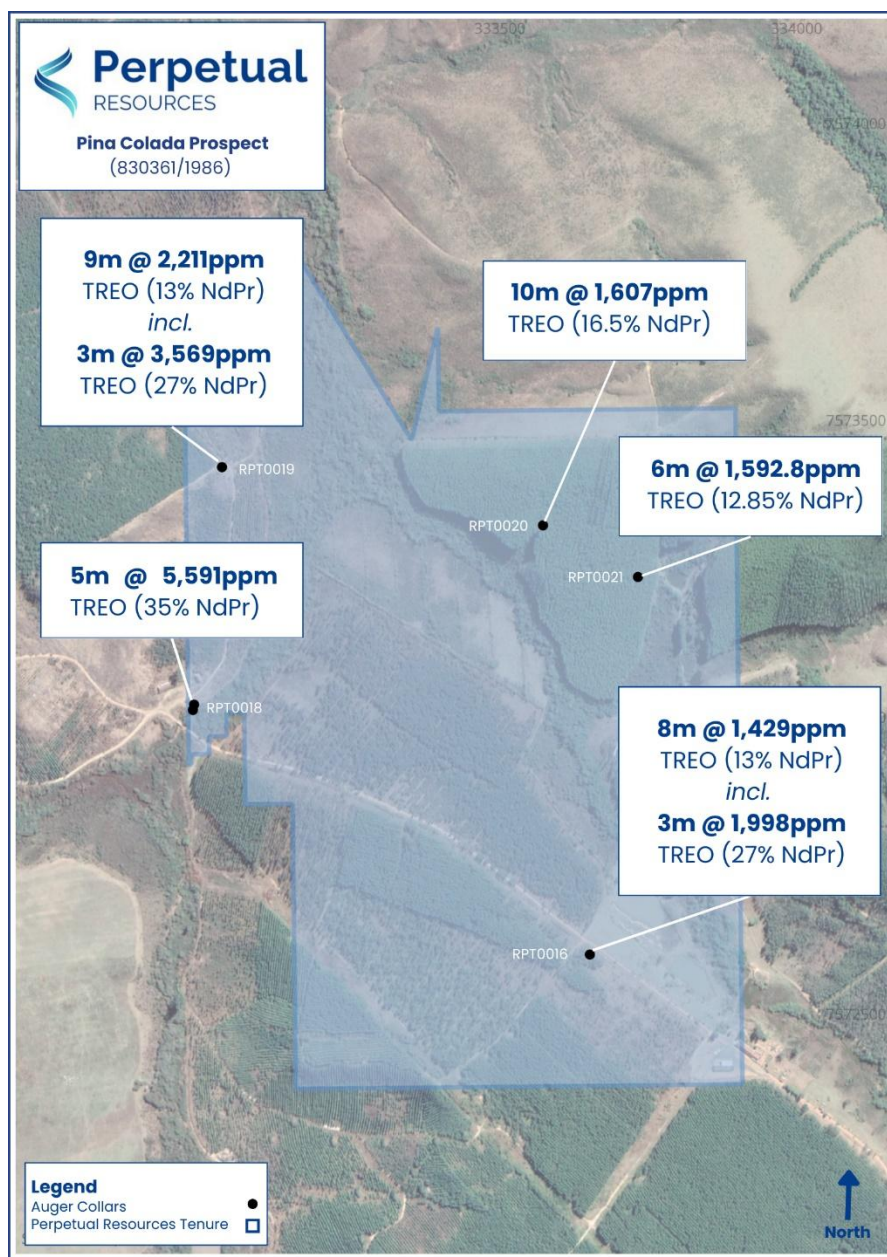 333500
334000
Perpetual
RESOURCES
Pina Colada Prospect
(830361/1986)
7574000
9m @ 2,211ppm
TREO (13% NdPr)
incl.
3m @ 3,569ppm
TREO (27% NdPr)
10m @ 1,607ppm
TREO (16.5% NdPr)
7573500
RPT0019
6m @ 1,592.8ppm
TREO (12.85% NdPr)
RPT0020
RPT0021
5m @ 5,591ppm
TREO (35% NdPr)
RPT0018
8m @ 1,429ppm
TREO (13% NdPr)
incl.
3m @ 1,998ppm
TREO (27% NdPr)
RPT0016
7572500
Legend
Auger Collars
Perpetual Resources Tenure
North